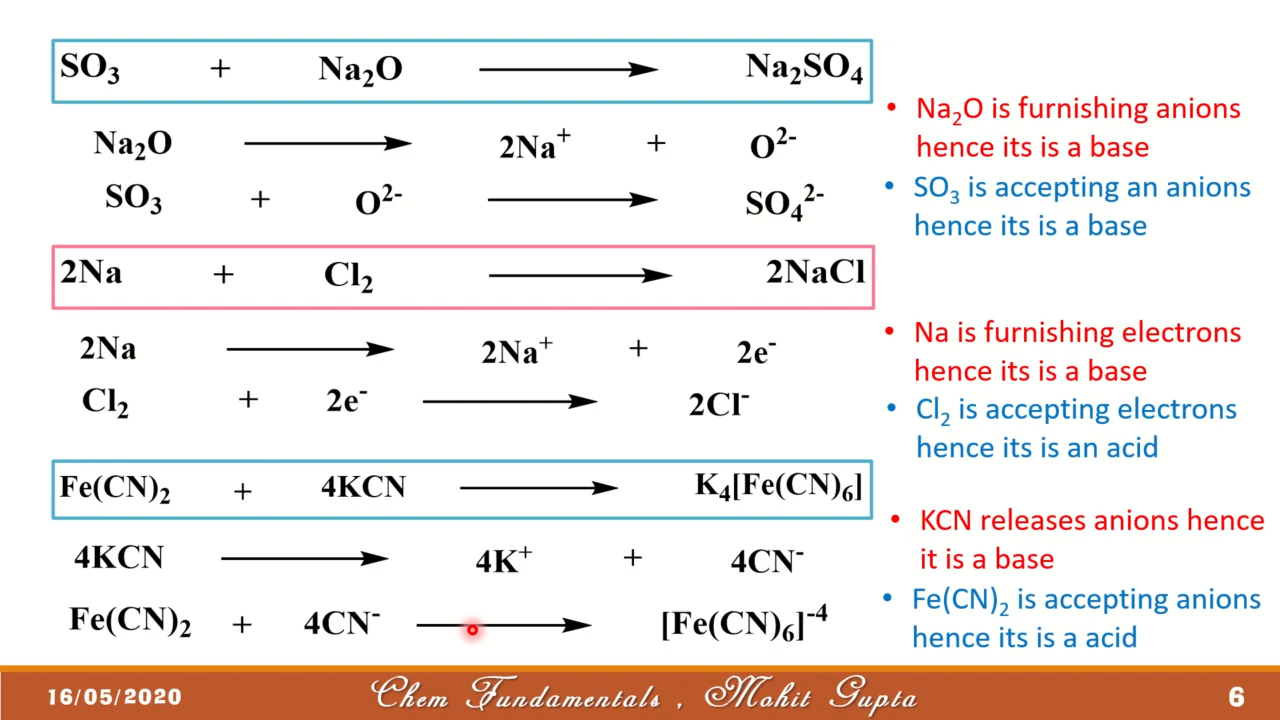 SO₃ + Na₂O ⟶ Na₂SO₄
Na₂O ⟶ 2Na⁺ + O²⁻
SO₃ + O²⁻ ⟶ SO₄²⁻
• Na₂O is furnishing anions
hence its is a base
• SO₃ is accepting an anions
hence its is a base
2Na + Cl₂ ⟶ 2NaCl
2Na ⟶ 2Na⁺ + 2e⁻
Cl₂ + 2e⁻ ⟶ 2Cl⁻
• Na is furnishing electrons
hence its is a base
• Cl₂ is accepting electrons
hence its is an acid
Fe(CN)₂ + 4KCN ⟶ K₄[Fe(CN)₆]
4KCN ⟶ 4K⁺ + 4CN⁻
Fe(CN)₂ + 4CN⁻ ⟶ [Fe(CN)₆]⁻⁴
• KCN releases anions hence
it is a base
• Fe(CN)₂ is accepting anions
hence its is a acid
16/05/2020 Chem Fundamentals , Mohit Gupta 6